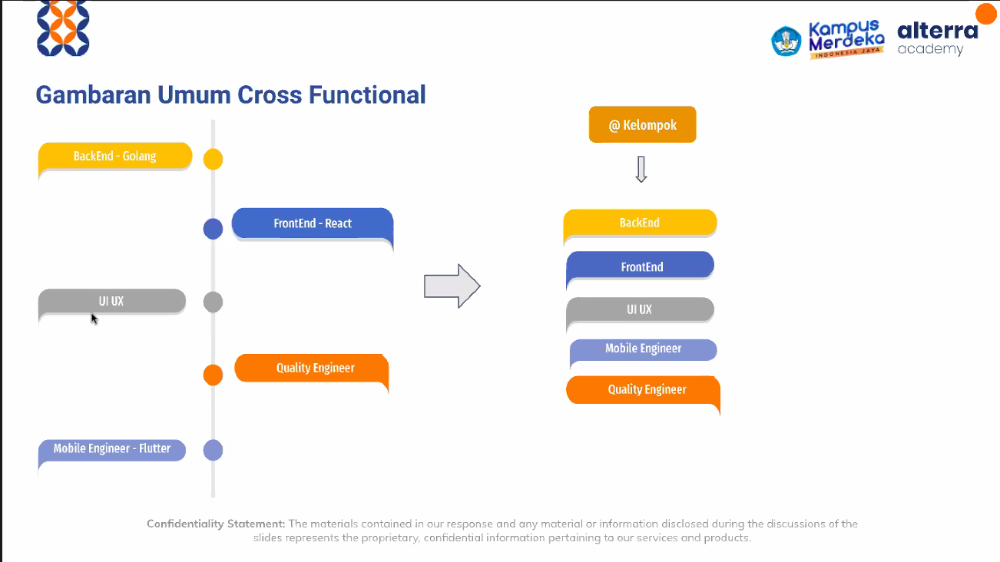 Kampus
Merdeka
INDONESIA JAYA
alterra
academy
Gambaran Umum Cross Functional
BackEnd - Golang
FrontEnd - React
UI UX
Quality Engineer
Mobile Engineer - Flutter
@ Kelompok
BackEnd
FrontEnd
UI UX
Mobile Engineer
Quality Engineer
Confidentiality Statement: The materials contained in our response and any material or information disclosed during the discussions of the
slides represents the proprietary, confidential information pertaining to our services and products.